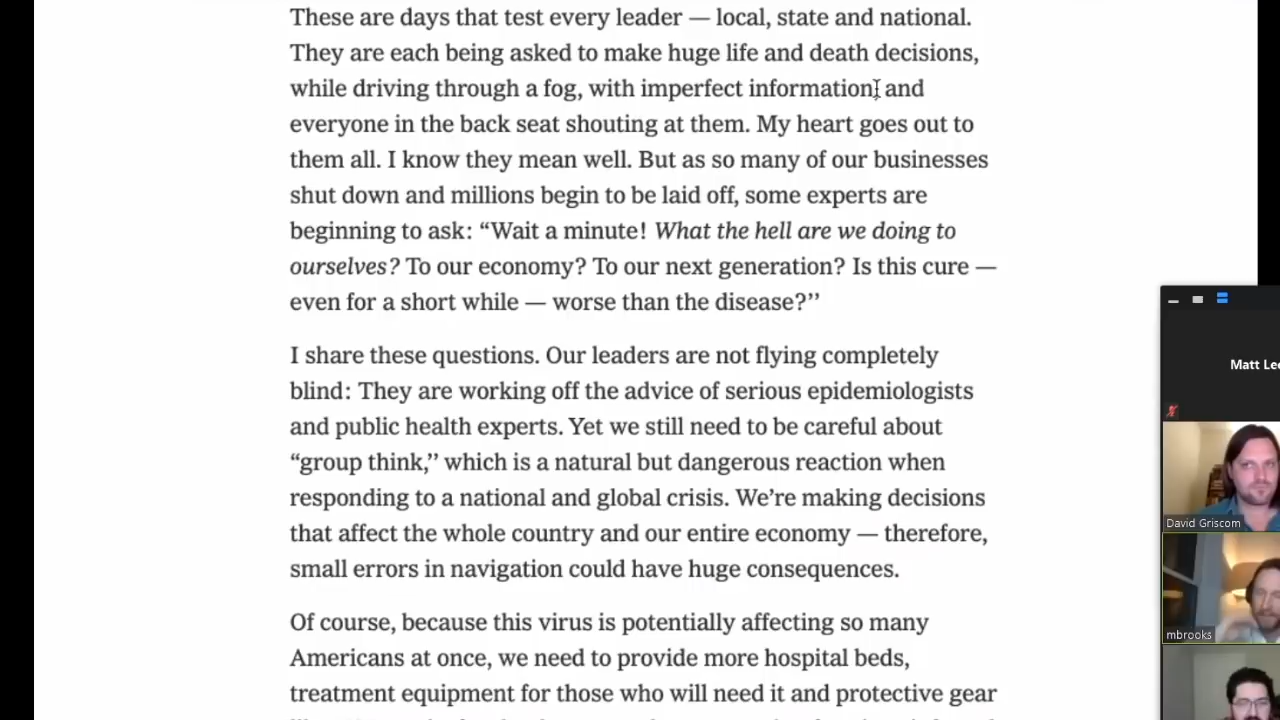 These are days that test every leader — local, state and national.
They are each being asked to make huge life and death decisions,
while driving through a fog, with imperfect information, and
everyone in the back seat shouting at them. My heart goes out to
them all. I know they mean well. But as so many of our businesses
shut down and millions begin to be laid off, some experts are
beginning to ask: “Wait a minute! What the hell are we doing to
ourselves? To our economy? To our next generation? Is this cure —
even for a short while — worse than the disease?’’
I share these questions. Our leaders are not flying completely
blind: They are working off the advice of serious epidemiologists
and public health experts. Yet we still need to be careful about
“group think,’’ which is a natural but dangerous reaction when
responding to a national and global crisis. We’re making decisions
that affect the whole country and our entire economy — therefore,
small errors in navigation could have huge consequences.
Of course, because this virus is potentially affecting so many
Americans at once, we need to provide more hospital beds,
treatment equipment for those who will need it and protective gear
Matt Lec
David Griscom
mbrooks